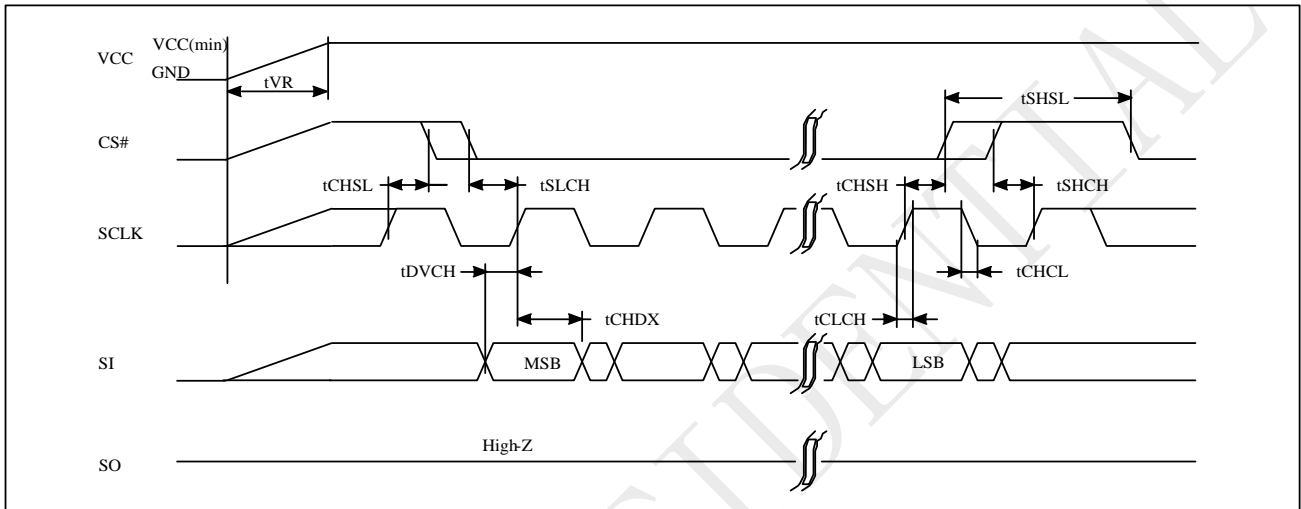 VCC
VCC(min)
GND
tVR
tSHSL
CS#
tCHSL
tSLCH
tCHSH
tSHCH
SCLK
tDVCH
tCHCL
tCHDX
tCLCH
SI
MSB
LSB
High-Z
SO